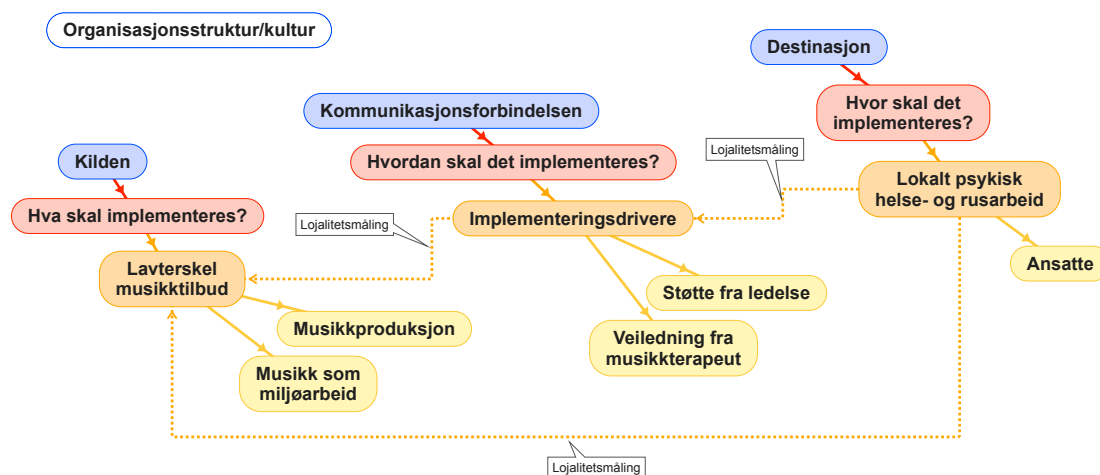 Organisasjonsstruktur/kultur
Destinasjon
Hvor skal det
implementeres?
Lokalt psykisk
helse- og rusarbeid
Ansatte
Kommunikasjonsforbindelsen
Hvordan skal det implementeres?
Implementeringsdrivere
Støtte fra ledelse
Veiledning fra
musikkterapeut
Kilden
Hva skal implementeres?
Lavterskel
musikktilbud
Musikkproduksjon
Musikk som
miljøarbeid
Lojalitetsmåling
Lojalitetsmåling
Lojalitetsmåling